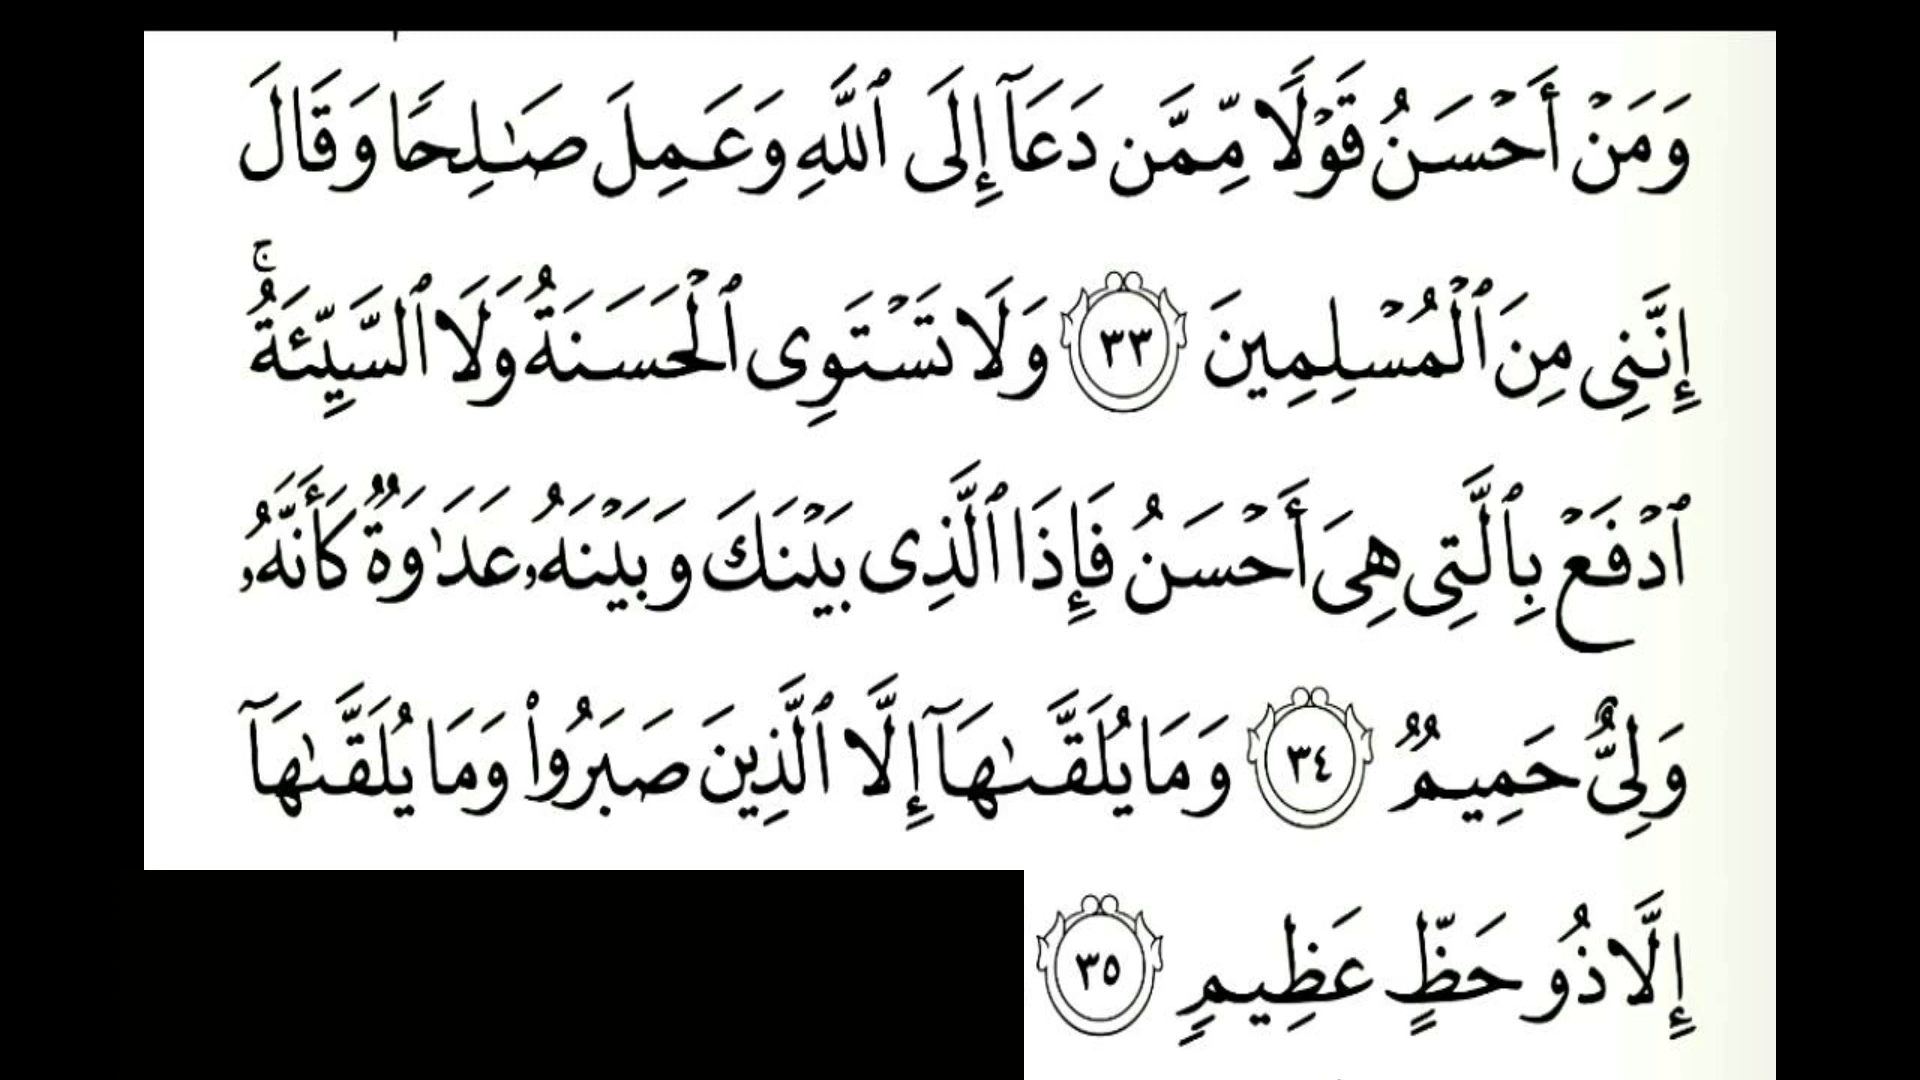 وَمَنْ أَحْسَنُ قَوْلًا مِّمَّن دَعَآ إِلَى ٱللَّهِ وَعَمِلَ صَـٰلِحًا وَقَالَ
إِنَّنِى مِنَ ٱلْمُسْلِمِينَ ٣٣ وَلَا تَسْتَوِى ٱلْحَسَنَةُ وَلَا ٱلسَّيِّئَةُ ۚ
ٱدْفَعْ بِٱلَّتِى هِىَ أَحْسَنُ فَإِذَا ٱلَّذِى بَيْنَكَ وَبَيْنَهُۥ عَدَٰوَةٌ كَأَنَّهُۥ
وَلِىٌّ حَمِيمٌ ٣٤ وَمَا يُلَقَّىٰهَآ إِلَّا ٱلَّذِينَ صَبَرُوا۟ وَمَا يُلَقَّىٰهَآ
إِلَّا ذُو حَظٍّ عَظِيمٍ ٣٥